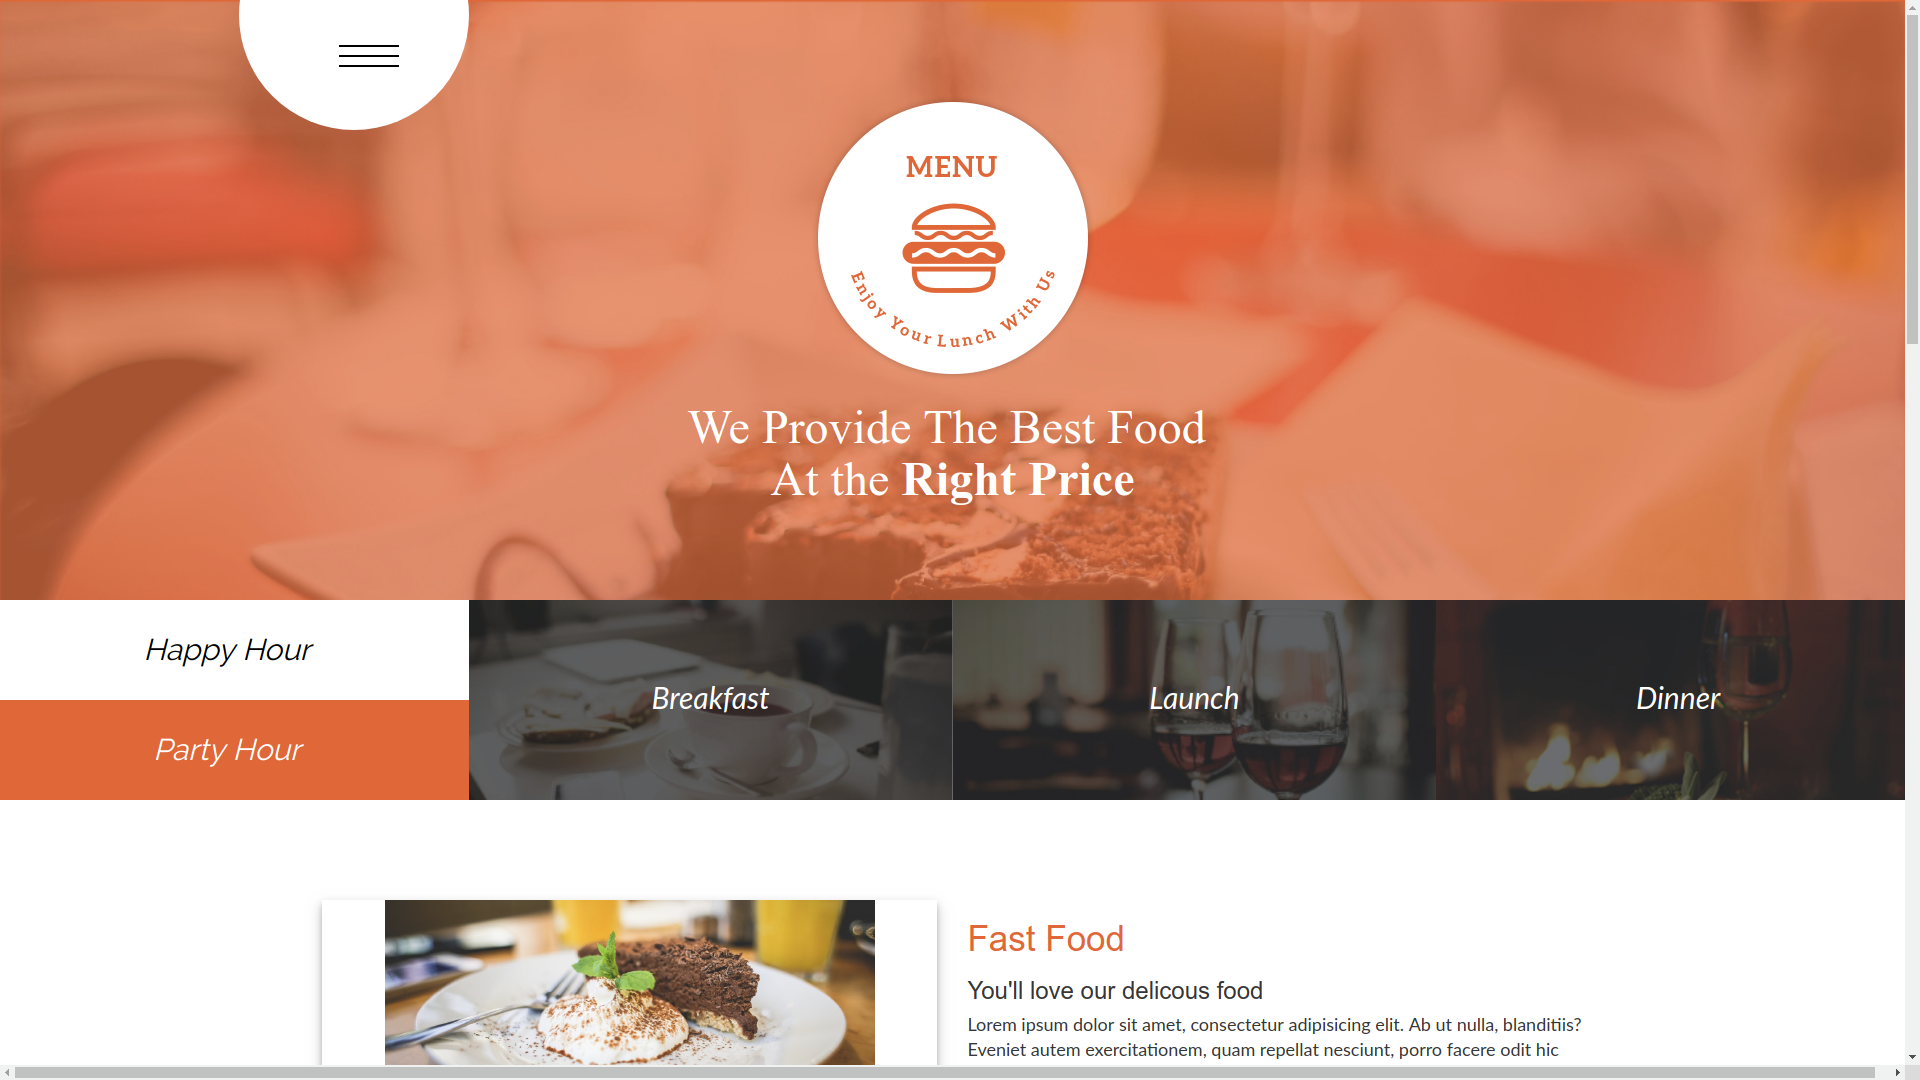 MENU
Enjoy Your Lunch With Us
We Provide The Best Food
At the Right Price
Happy Hour
Party Hour
Breakfast
Launch
Dinner
Fast Food
You'll love our delicous food
Lorem ipsum dolor sit amet, consectetur adipisicing elit. Ab ut nulla, blanditiis?
Eveniet autem exercitationem, quam repellat nesciunt, porro facere odit hic